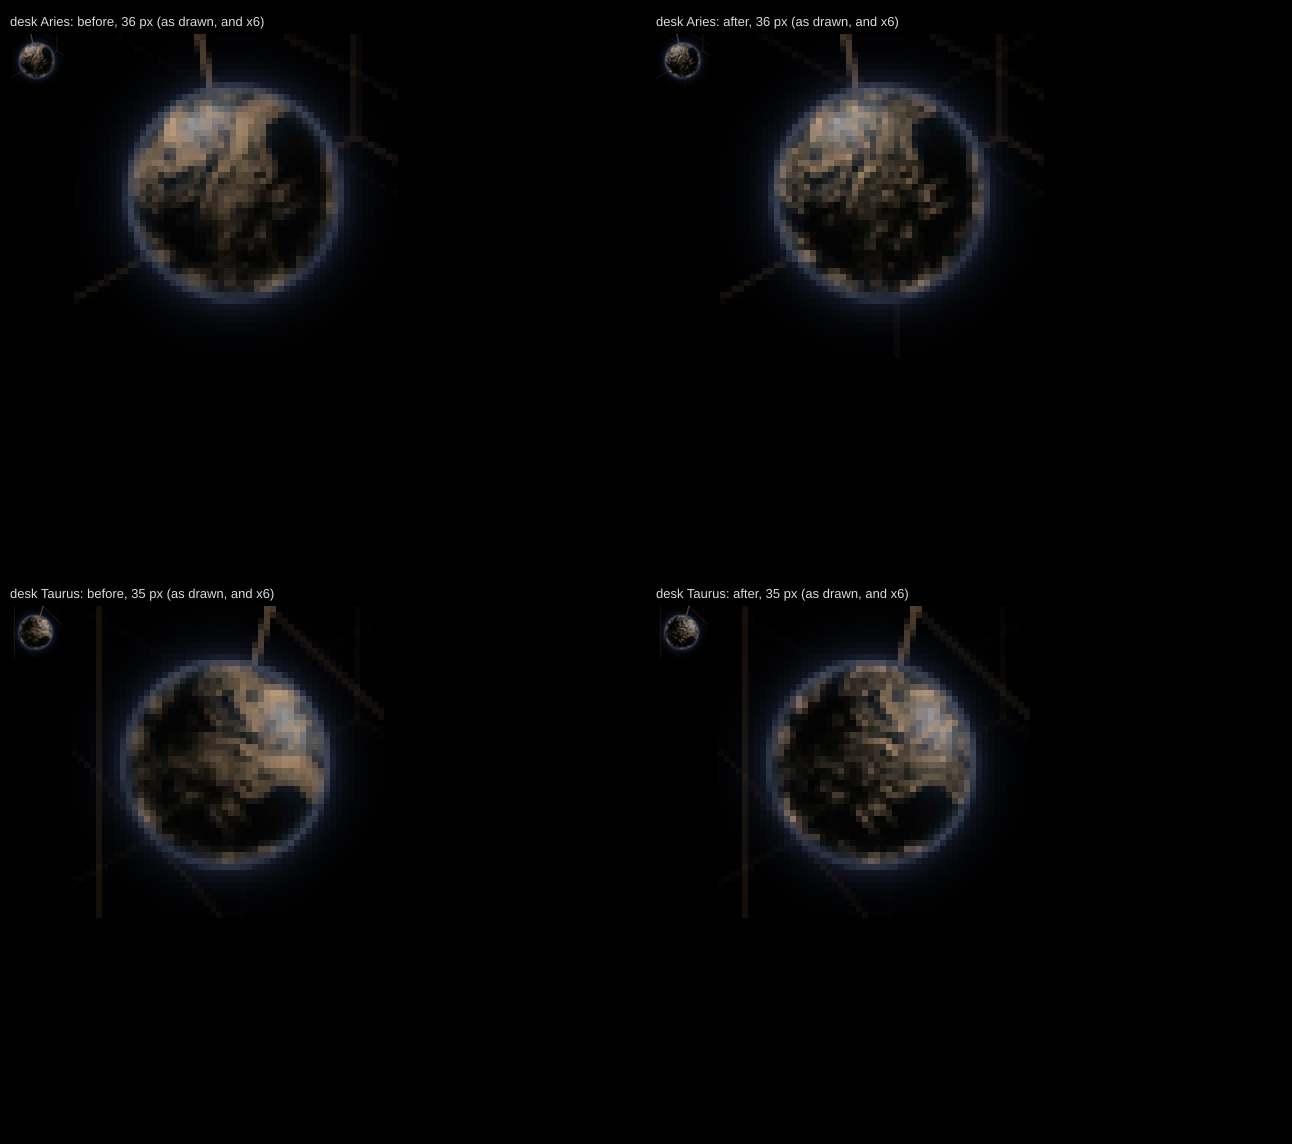 desk Aries: before, 36 px (as drawn, and x6)
desk Aries: after, 36 px (as drawn, and x6)
desk Taurus: before, 35 px (as drawn, and x6)
desk Taurus: after, 35 px (as drawn, and x6)